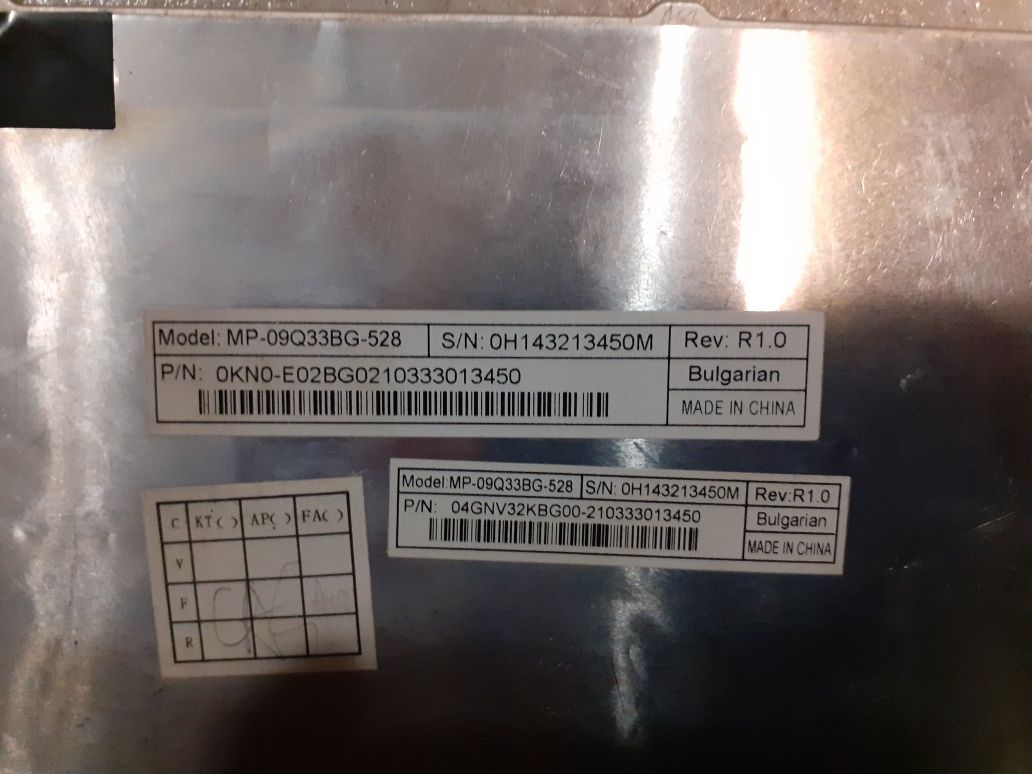 Model: MP-09Q33BG-528 S/N: 0H143213450M Rev: R1.0
P/N: 0KN0-E02BG0210333013450 Bulgarian
MADE IN CHINA
Model:MP-09Q33BG-528 S/N: 0H143213450M Rev:R1.0
P/N: 04GNV32KBG00-210333013450 Bulgarian
MADE IN CHINA
C KT( ) AP( ) FA( )
V
F
R